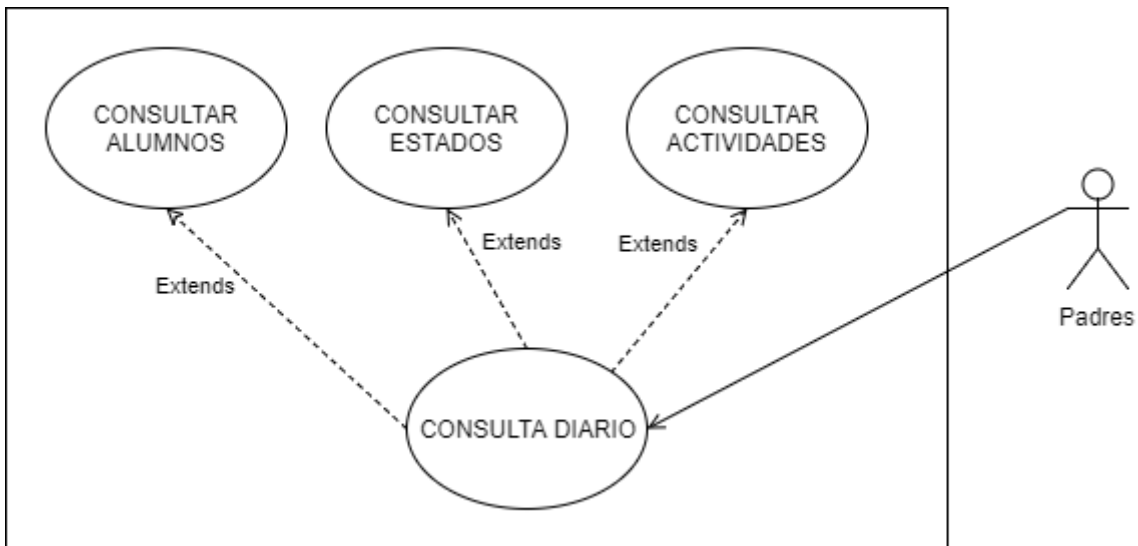 CONSULTAR
ALUMNOS
CONSULTAR
ESTADOS
CONSULTAR
ACTIVIDADES
Extends
Extends
Extends
Padres
CONSULTA DIARIO